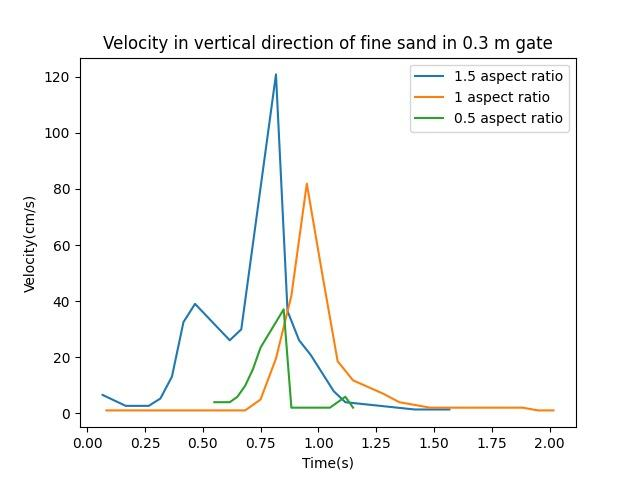 Velocity in vertical direction of fine sand in 0.3 m gate
1.5 aspect ratio
1 aspect ratio
0.5 aspect ratio
Velocity(cm/s)
120
100
80
60
40
20
0
0.00 0.25 0.50 0.75 1.00 1.25 1.50 1.75 2.00
Time(s)